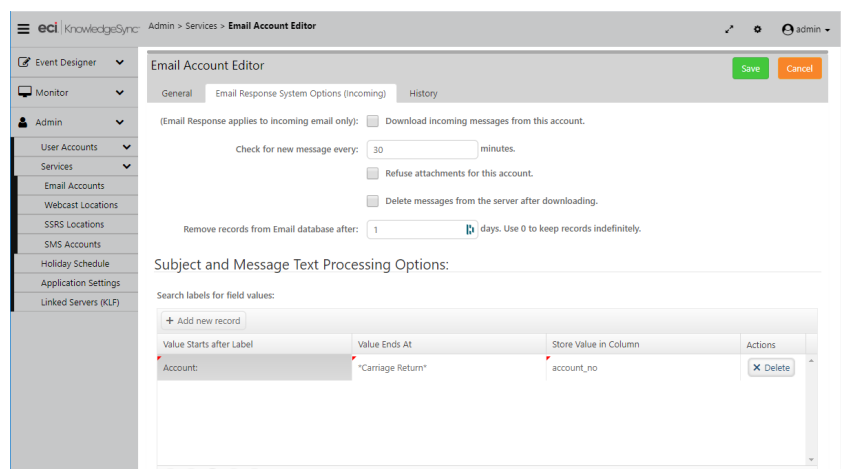 eci KnowledgeSync
Admin > Services > Email Account Editor
admin
Event Designer
Monitor
Admin
User Accounts
Services
Email Accounts
Webcast Locations
SSRS Locations
SMS Accounts
Holiday Schedule
Application Settings
Linked Servers (KLF)
Email Account Editor
Save
Cancel
General
Email Response System Options (Incoming)
History
(Email Response applies to incoming email only): Download incoming messages from this account.
Check for new message every: 30 minutes.
Refuse attachments for this account.
Delete messages from the server after downloading.
Remove records from Email database after: 1 days. Use 0 to keep records indefinitely.
Subject and Message Text Processing Options:
Search labels for field values:
+ Add new record
Value Starts after Label Value Ends At Store Value in Column Actions
Account: *Carriage Return* account_no × Delete